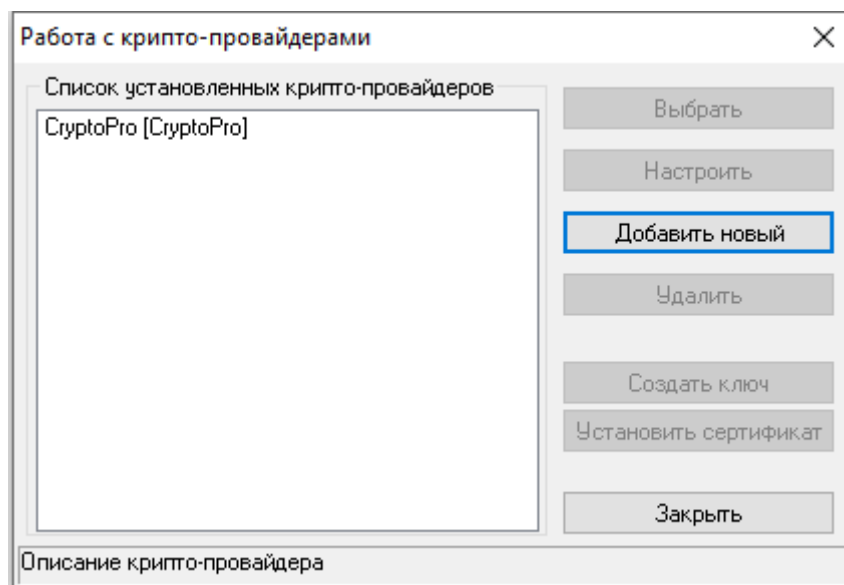 Работа с крипто-провайдерами
Список установленных крипто-провайдеров
CryptoPro [CryptoPro]
Выбрать
Настроить
Добавить новый
Удалить
Создать ключ
Установить сертификат
Закрыть
Описание крипто-провайдера